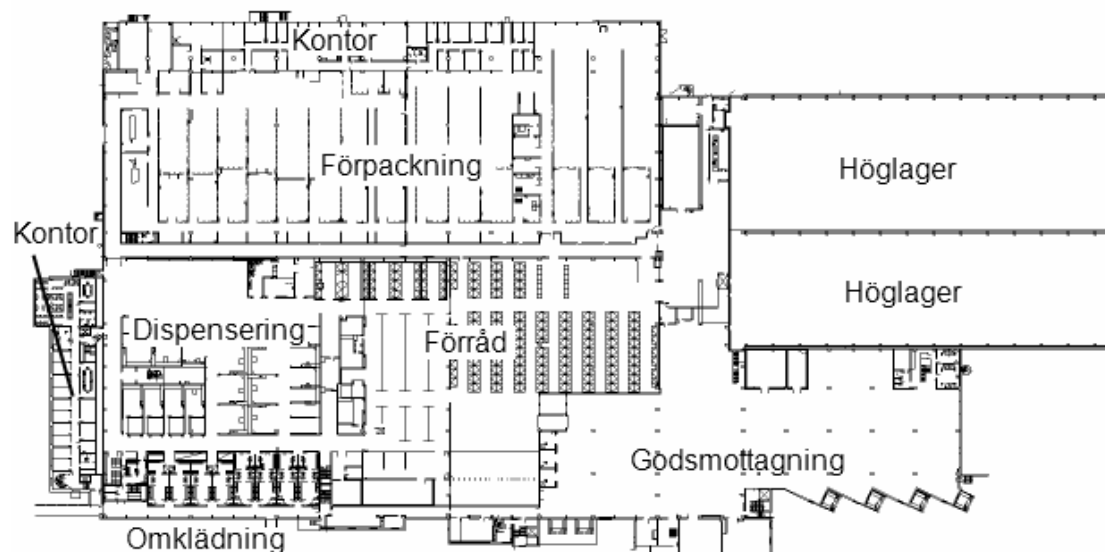 Kontor
Förpackning
Höglager
Kontor
Höglager
Dispensering
Förråd
Godsmottagning
Omklädning